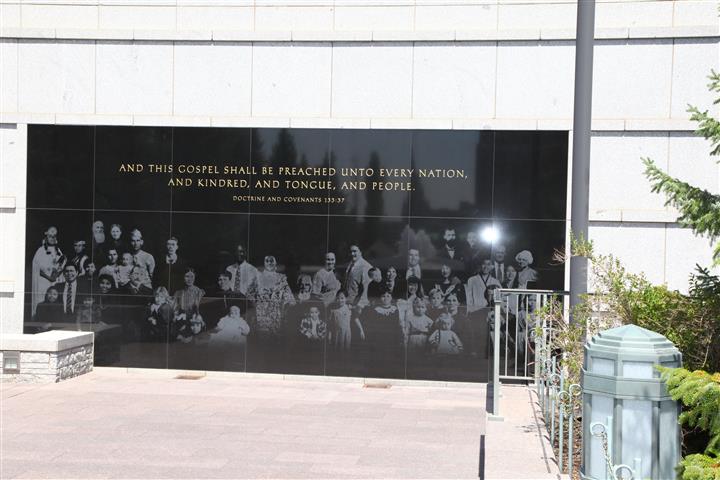 AND THIS GOSPEL SHALL BE PREACHED UNTO EVERY NATION,
AND KINDRED, AND TONGUE, AND PEOPLE.
DOCTRINE AND COVENANTS 133:37